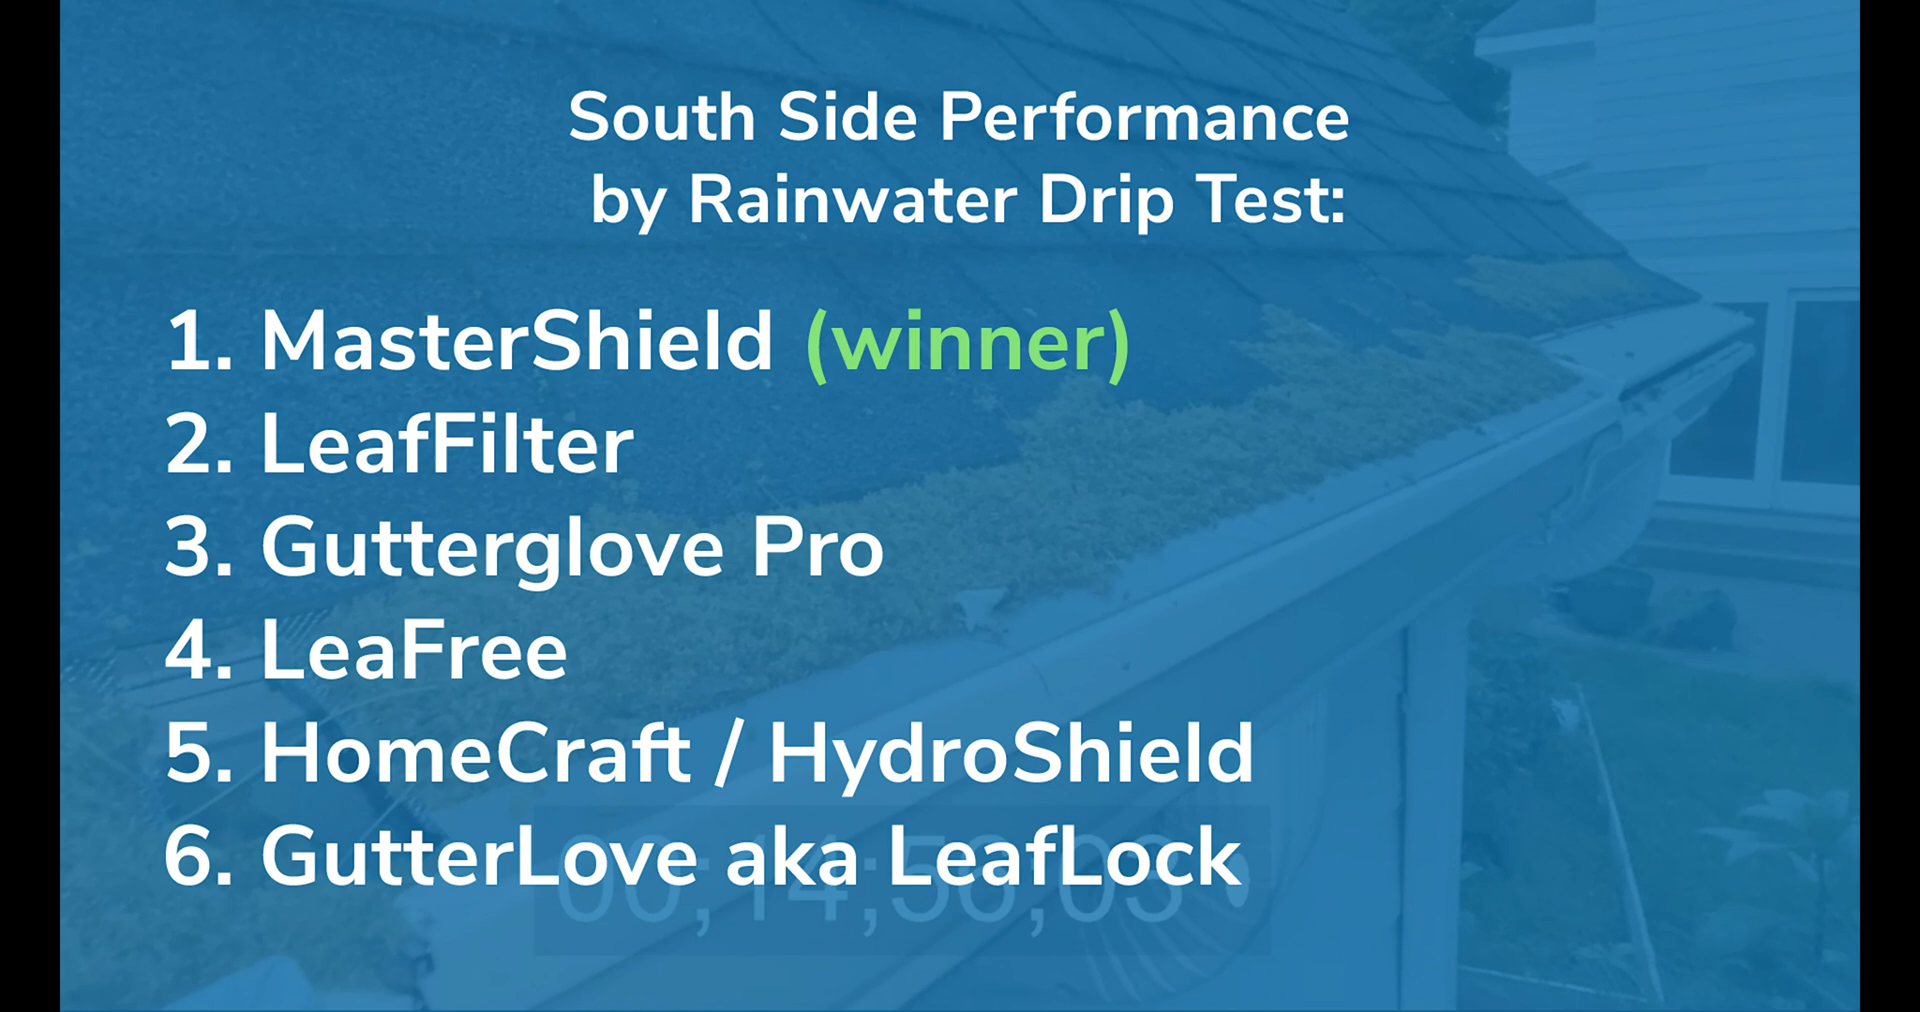 South Side Performance
by Rainwater Drip Test:
1. MasterShield (winner)
2. LeafFilter
3. Gutterglove Pro
4. LeaFree
5. HomeCraft / HydroShield
6. GutterLove aka LeafLock